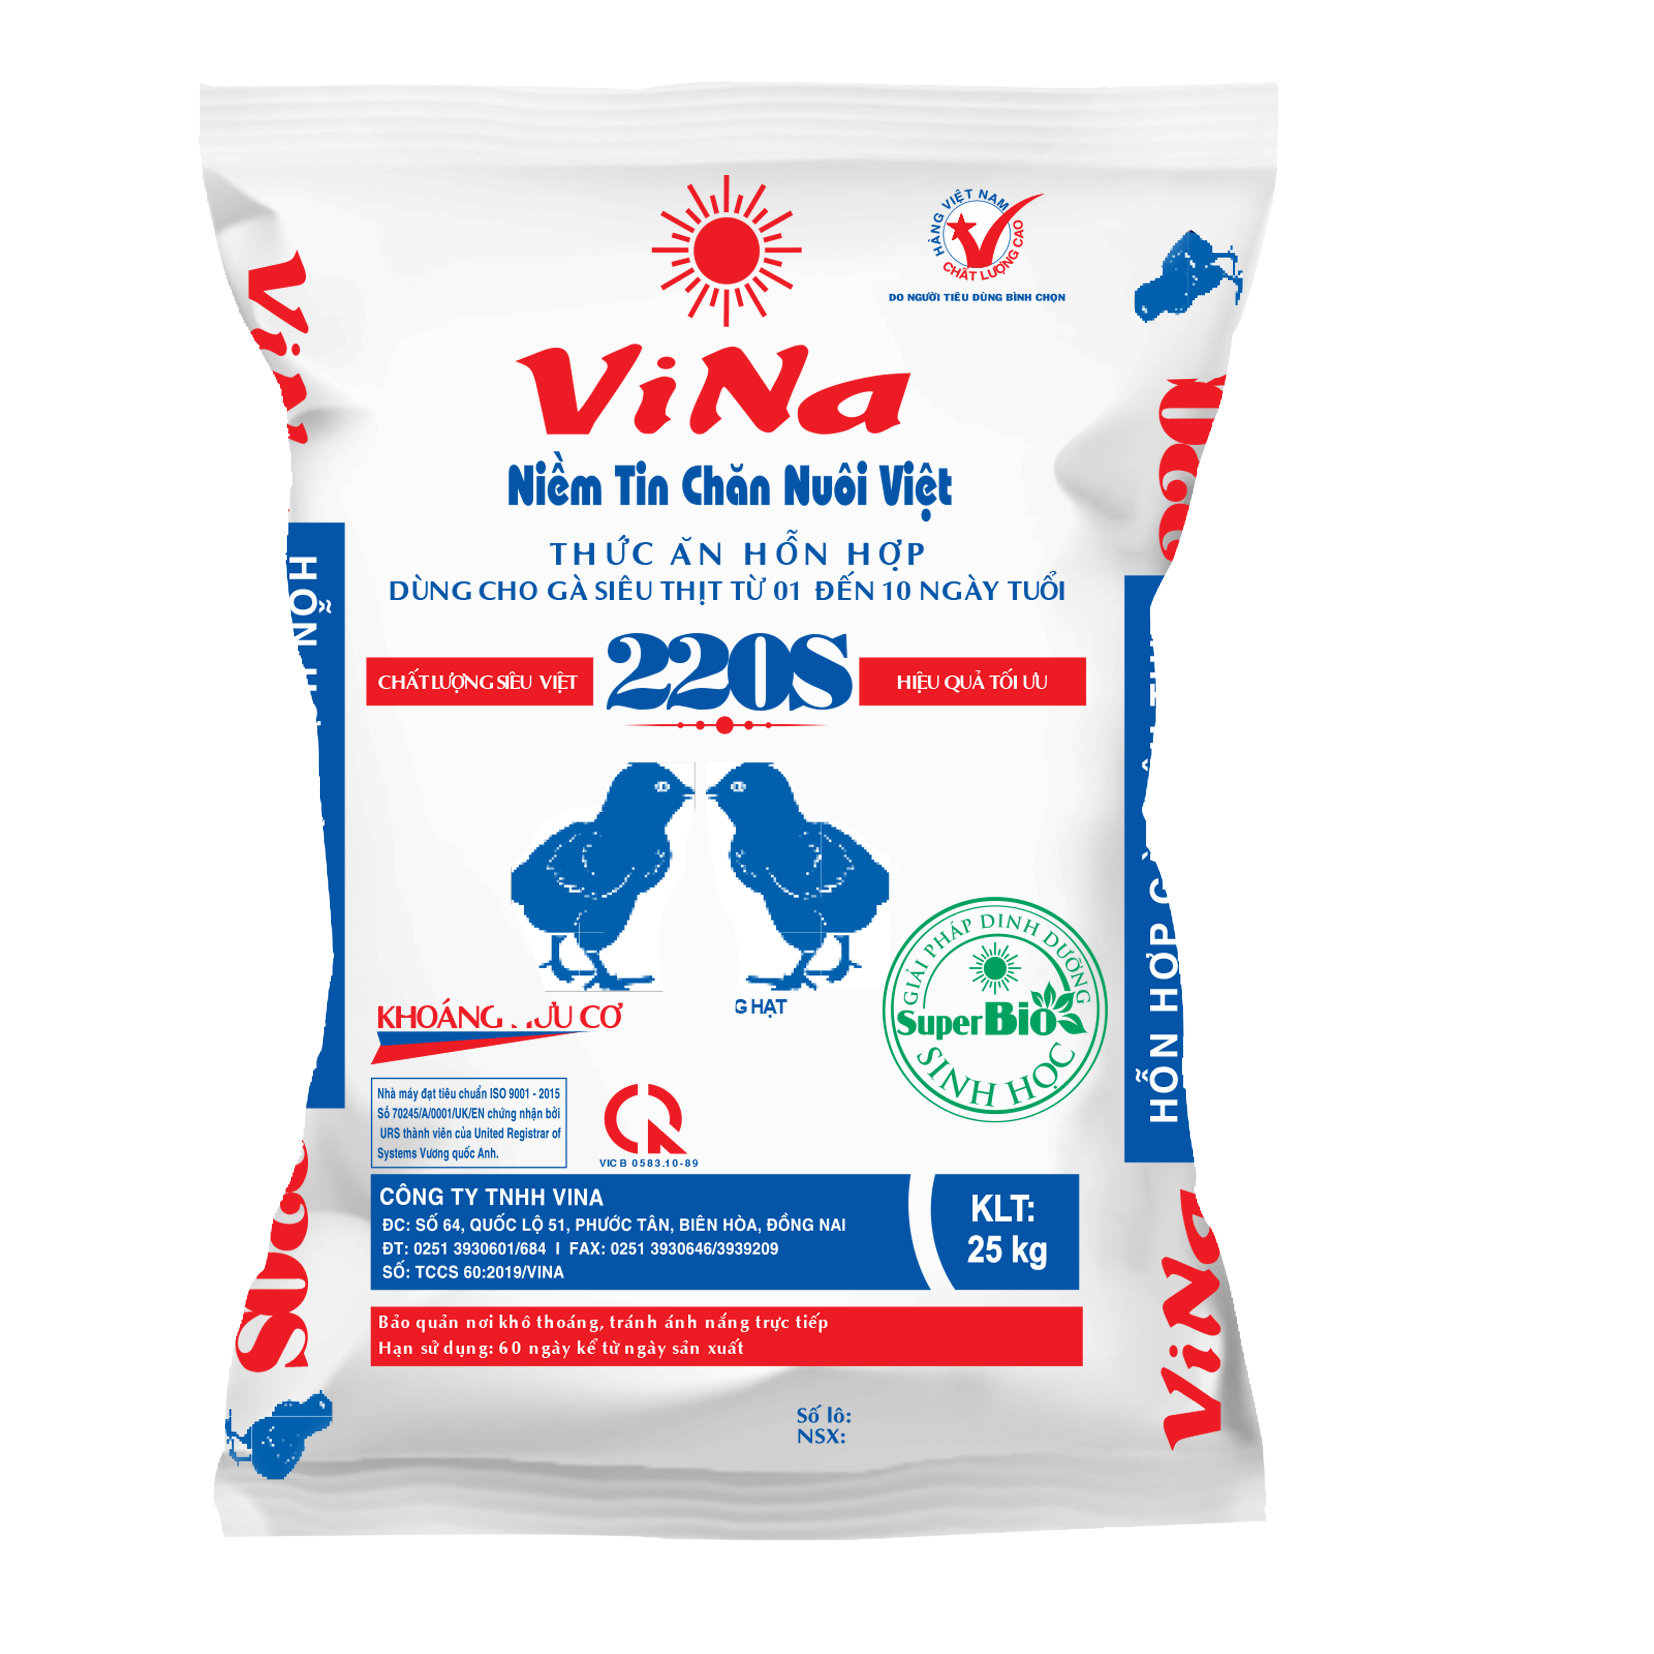 HÀNG VIỆT NAM
CHẤT LƯỢNG CAO
DO NGƯỜI TIÊU DÙNG BÌNH CHỌN
ViNa
Niềm Tin Chăn Nuôi Việt
THỨC ĂN HỖN HỢP
DÙNG CHO GÀ SIÊU THỊT TỪ 01 ĐẾN 10 NGÀY TUỔI
CHẤT LƯỢNG SIÊU VIỆT
220S
HIỆU QUẢ TỐI ƯU
KHOÁNG HỮU CƠ
G HẠT
GIẢI PHÁP DINH DƯỠNG
SuperBio
SINH HỌC
Nhà máy đạt tiêu chuẩn ISO 9001 - 2015
Số 70245/A/0001/UK/EN chứng nhận bởi
URS thành viên của United Registrar of
Systems Vương quốc Anh.
VICB 0583.10-89
CÔNG TY TNHH VINA
ĐC: SỐ 64, QUỐC LỘ 51, PHƯỚC TÂN, BIÊN HÒA, ĐỒNG NAI
ĐT: 0251 3930601/684 I FAX: 0251 3930646/3939209
SỐ: TCCS 60:2019/VINA
KLT:
25 kg
Bảo quản nơi khô thoáng, tránh ánh nắng trực tiếp
Hạn sử dụng: 60 ngày kể từ ngày sản xuất
Số lô:
NSX:
ViNa
HỖN
HỖN HỢP
ViNa